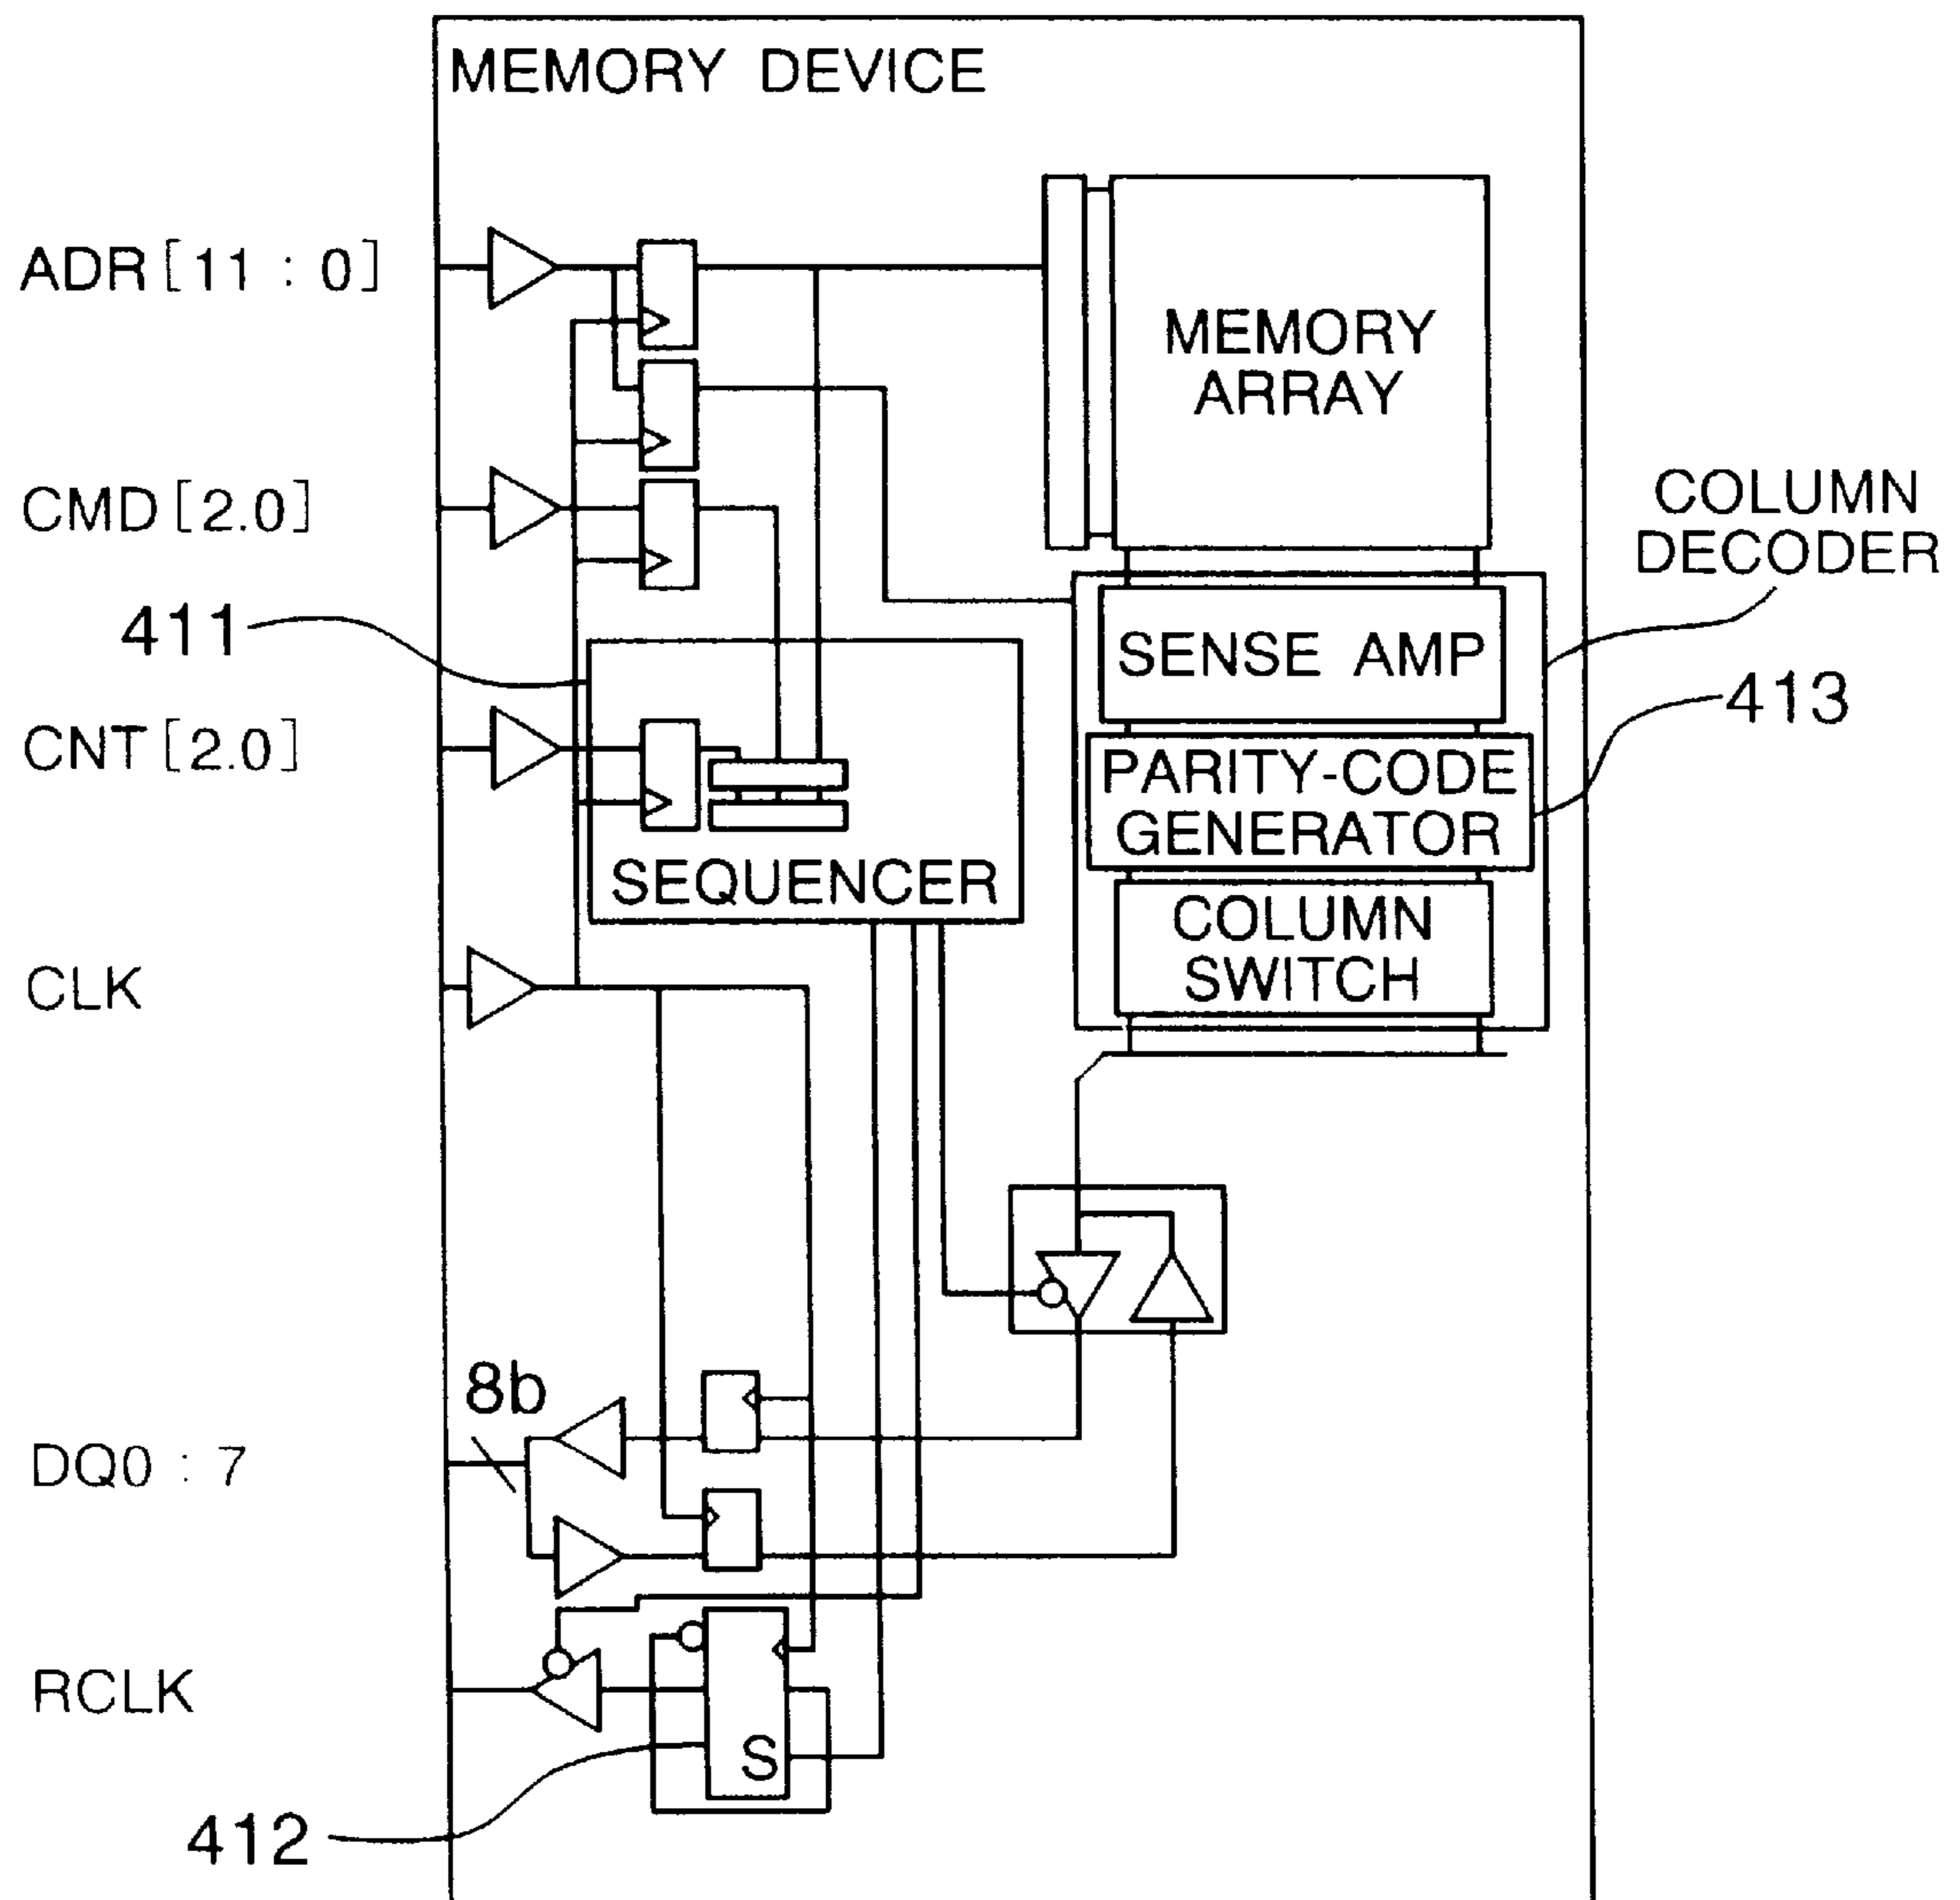 MEMORY DEVICE
ADR[11 : 0]
MEMORY
ARRAY
CMD[2.0]
COLUMN
DECODER
411
SENSE AMP
413
CNT[2.0]
PARITY-CODE
GENERATOR
SEQUENCER
COLUMN
SWITCH
CLK
8b
DQ0 : 7
RCLK
S
412